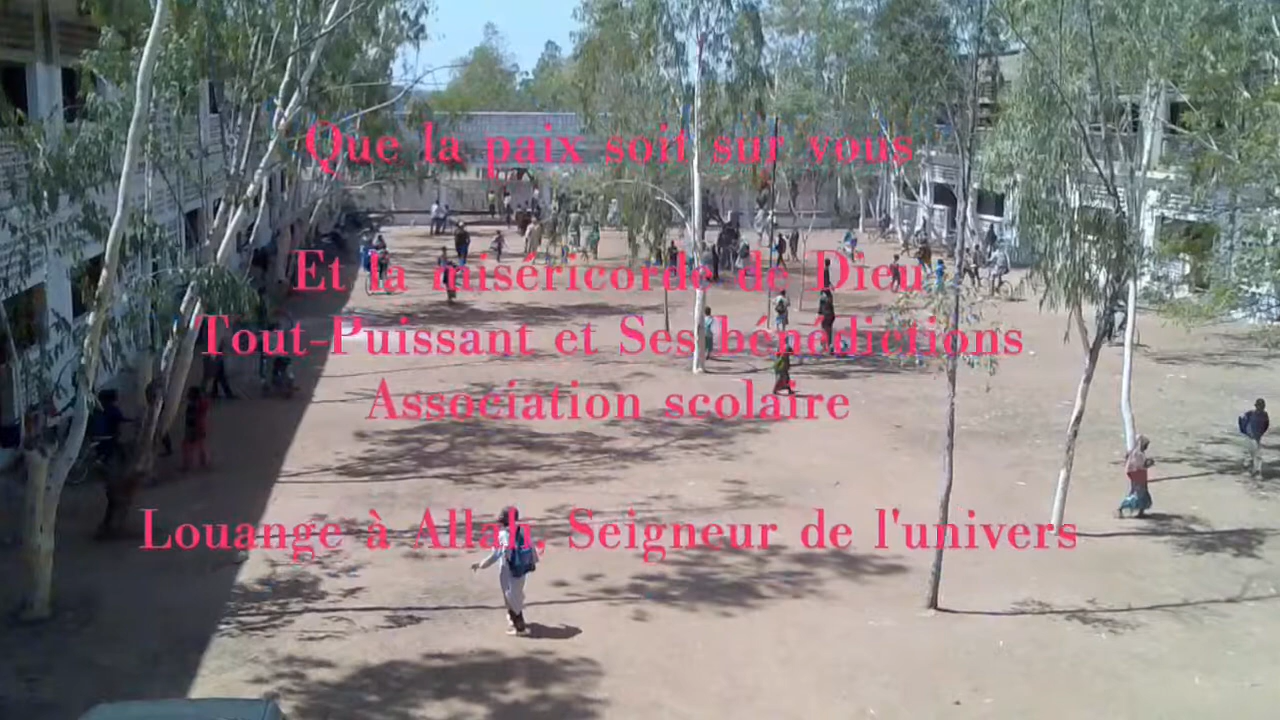 Que la paix soit sur vous
Et la miséricorde de Dieu
Tout-Puissant et Ses bénédictions
Association scolaire
Louange à Allah, Seigneur de l'univers